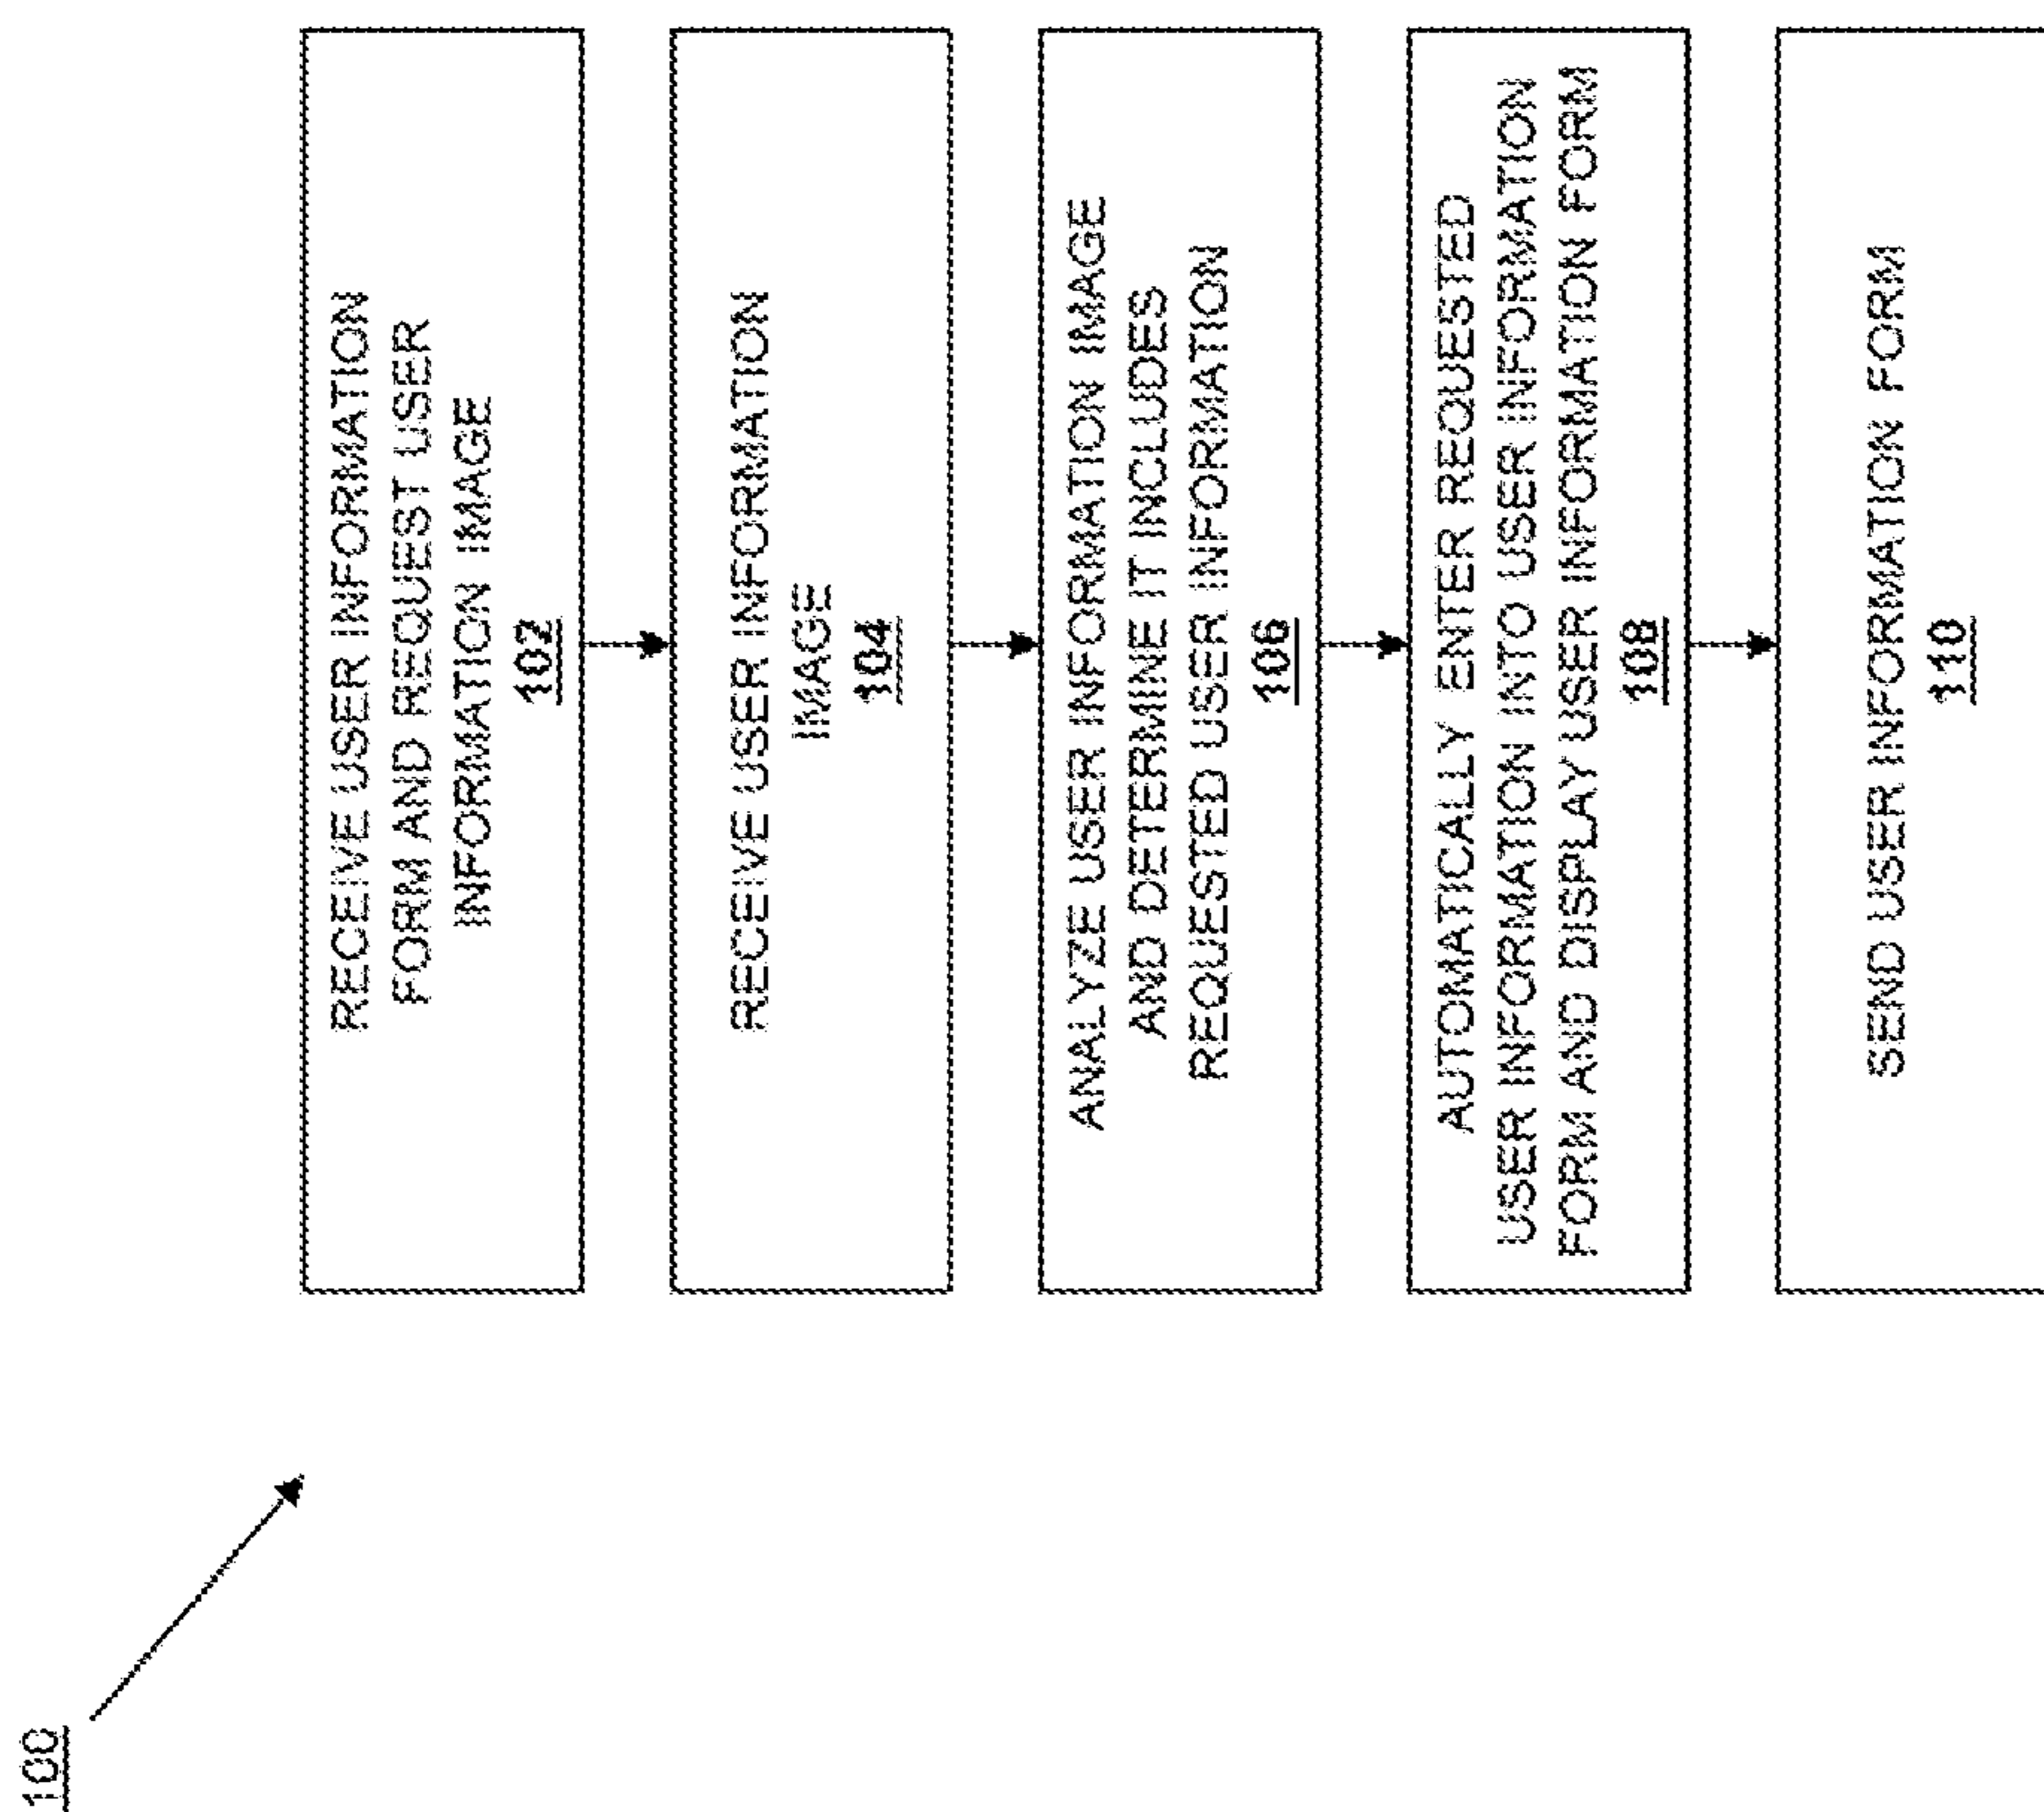 100
RECEIVE USER INFORMATION
FORM AND REQUEST USER
INFORMATION IMAGE
102
RECEIVE USER INFORMATION
IMAGE
104
ANALYZE USER INFORMATION IMAGE
AND DETERMINE IT INCLUDES
REQUESTED USER INFORMATION
106
AUTOMATICALLY ENTER REQUESTED
USER INFORMATION INTO USER INFORMATION
FORM AND DISPLAY USER INFORMATION FORM
108
SEND USER INFORMATION FORM
110